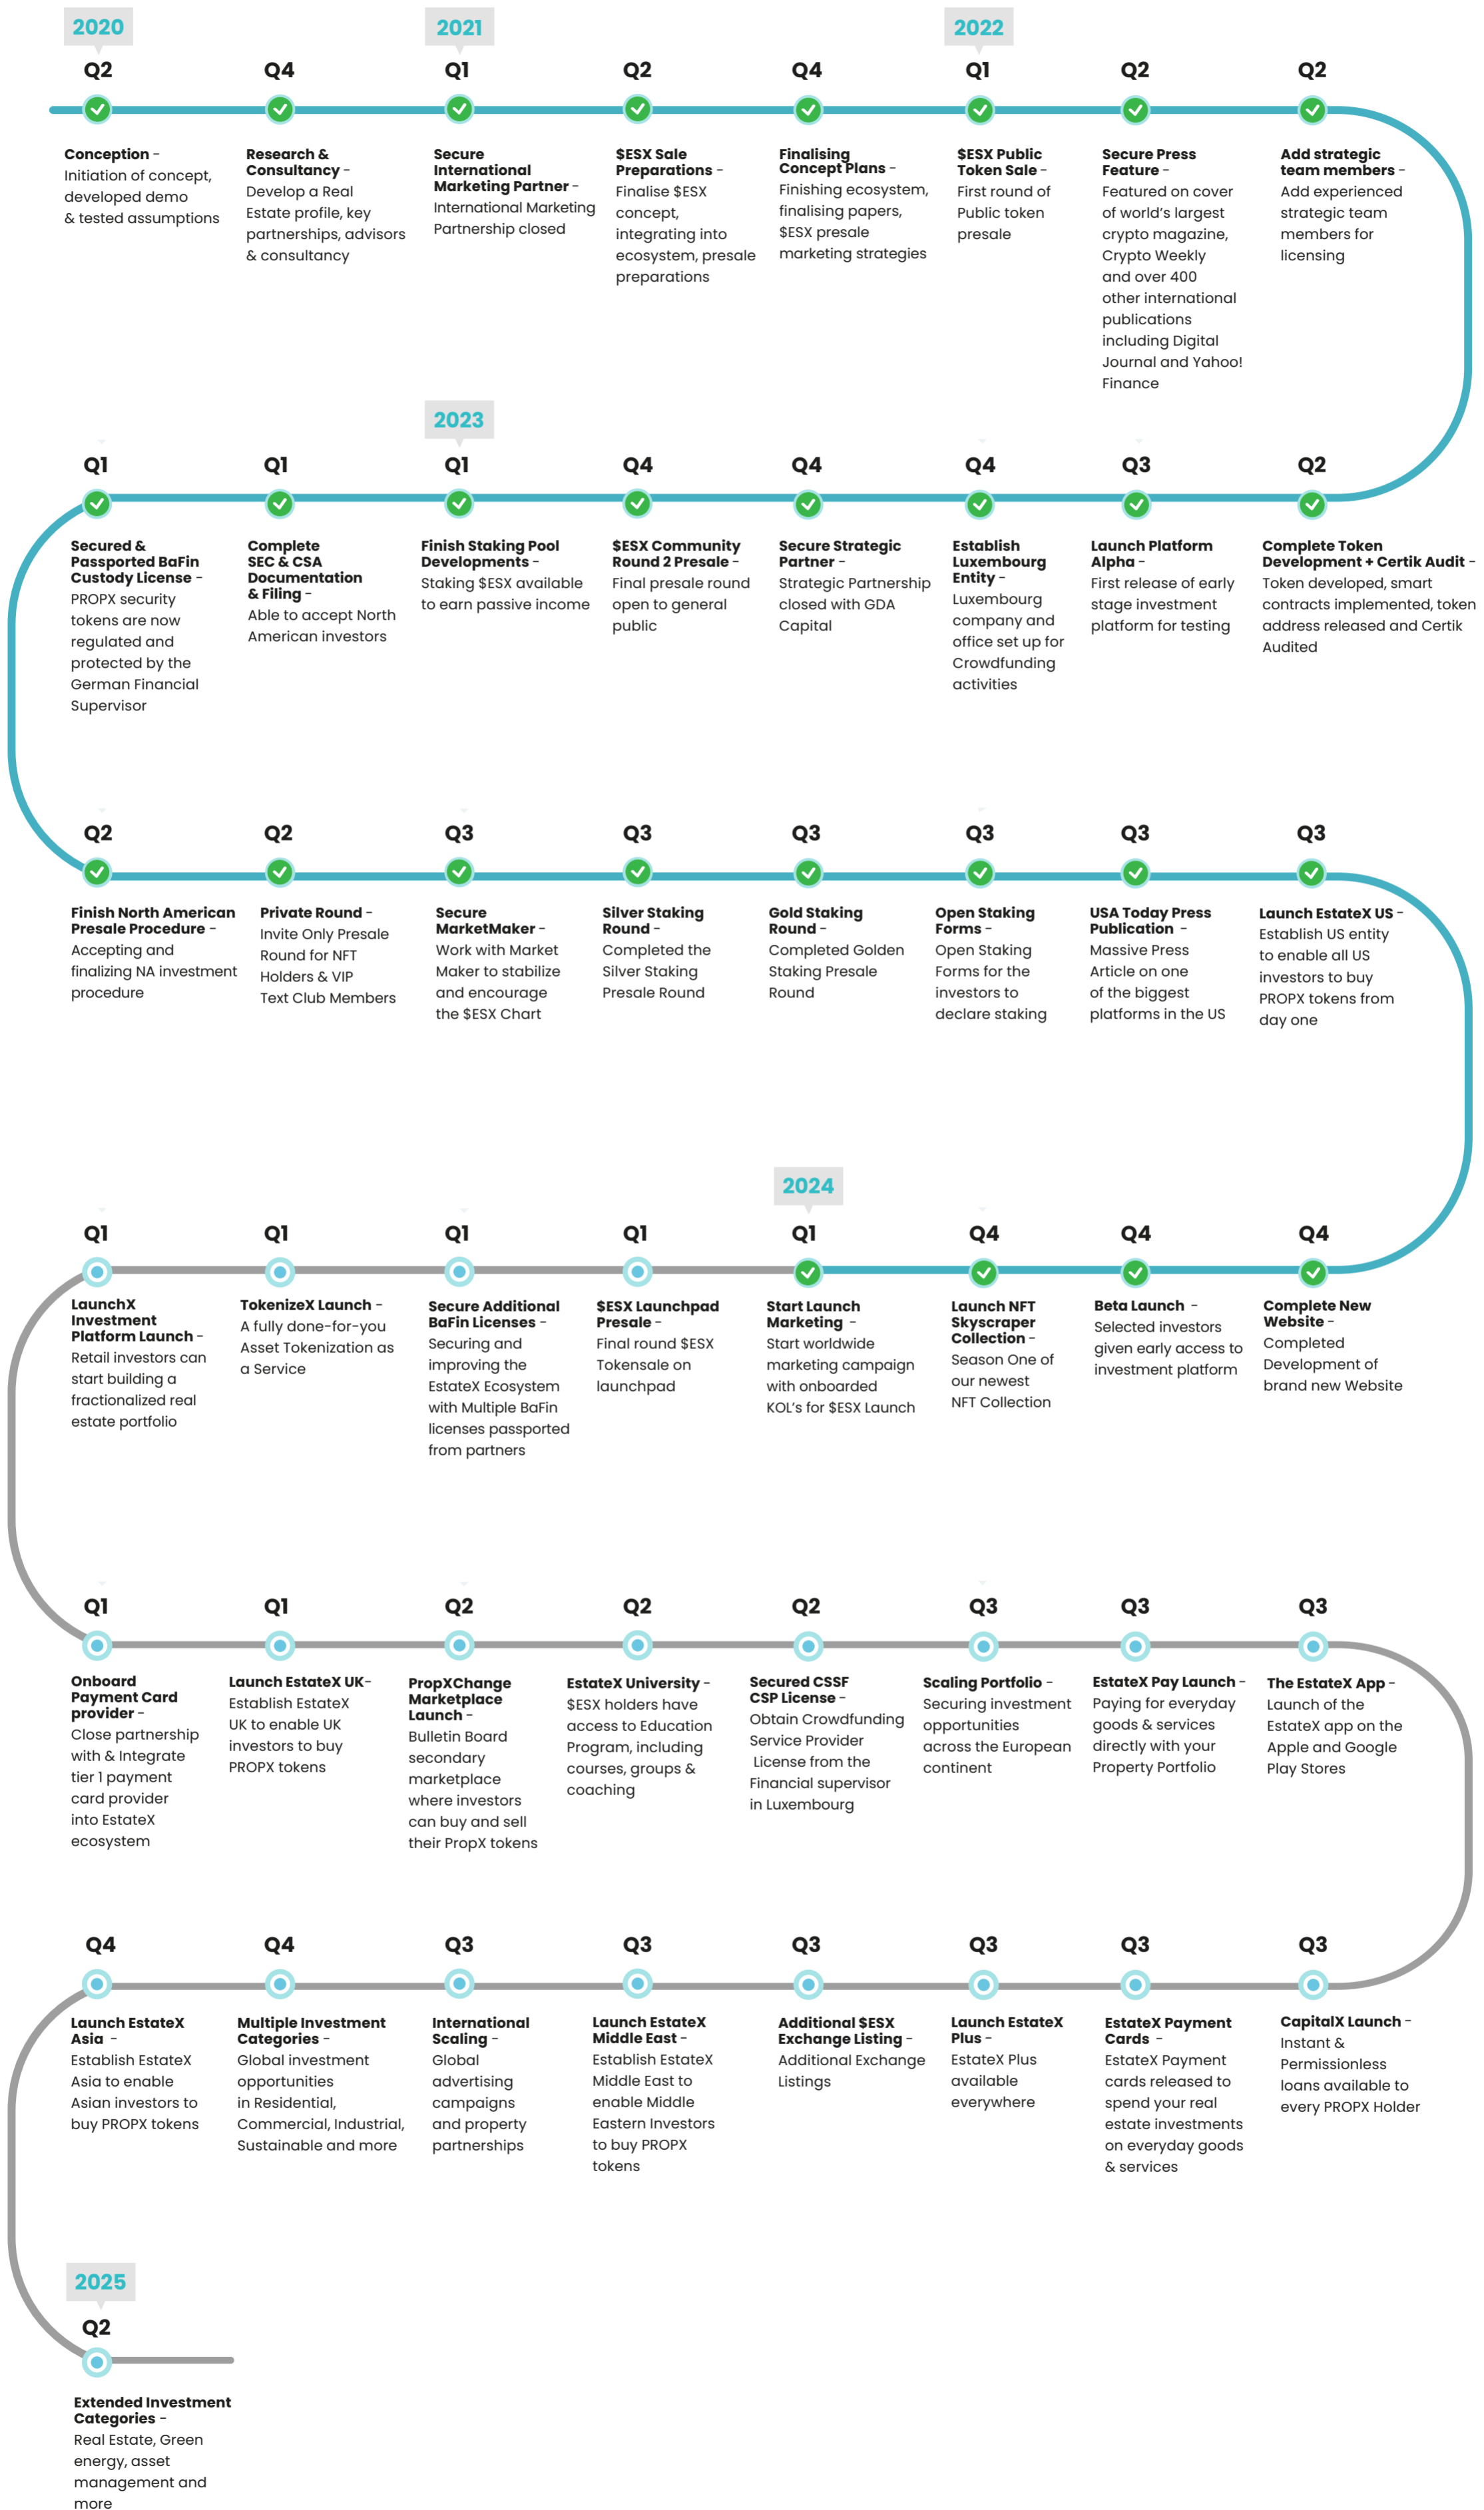 2020
Q2
Conception –
Initiation of concept,
developed demo
& tested assumptions
Q4
Research &
Consultancy –
Develop a Real
Estate profile, key
partnerships, advisors
& consultancy
2021
Q1
Secure
International
Marketing Partner –
International Marketing
Partnership closed
Q2
$ESX Sale
Preparations –
Finalise $ESX
concept,
integrating into
ecosystem, presale
preparations
Q4
Finalising
Concept Plans –
Finishing ecosystem,
finalising papers,
$ESX presale
marketing strategies
2022
Q1
$ESX Public
Token Sale –
First round of
Public token
presale
Q2
Secure Press
Feature –
Featured on cover
of world's largest
crypto magazine,
Crypto Weekly
and over 400
other international
publications
including Digital
Journal and Yahoo!
Finance
Q2
Add strategic
team members –
Add experienced
strategic team
members for
licensing
Q1
Secured &
Passported BaFin
Custody License –
PROPX security
tokens are now
regulated and
protected by the
German Financial
Supervisor
Q1
Complete
SEC & CSA
Documentation
& Filing –
Able to accept North
American investors
2023
Q1
Finish Staking Pool
Developments –
Staking $ESX available
to earn passive income
Q4
$ESX Community
Round 2 Presale –
Final presale round
open to general
public
Q4
Secure Strategic
Partner –
Strategic Partnership
closed with GDA
Capital
Q4
Establish
Luxembourg
Entity –
Luxembourg
company and
office set up for
Crowdfunding
activities
Q3
Launch Platform
Alpha –
First release of early
stage investment
platform for testing
Q2
Complete Token
Development + Certik Audit –
Token developed, smart
contracts implemented, token
address released and Certik
Audited
Q2
Finish North American
Presale Procedure –
Accepting and
finalizing NA investment
procedure
Q2
Private Round –
Invite Only Presale
Round for NFT
Holders & VIP
Text Club Members
Q3
Secure
MarketMaker –
Work with Market
Maker to stabilize
and encourage
the $ESX Chart
Q3
Silver Staking
Round –
Completed the
Silver Staking
Presale Round
Q3
Gold Staking
Round –
Completed Golden
Staking Presale
Round
Q3
Open Staking
Forms –
Open Staking
Forms for the
investors to
declare staking
Q3
USA Today Press
Publication –
Massive Press
Article on one
of the biggest
platforms in the US
Q3
Launch EstateX US –
Establish US entity
to enable all US
investors to buy
PROPX tokens from
day one
Q1
LaunchX
Investment
Platform Launch –
Retail investors can
start building a
fractionalized real
estate portfolio
Q1
TokenizeX Launch –
A fully done-for-you
Asset Tokenization as
a Service
Q1
Secure Additional
BaFin Licenses –
Securing and
improving the
EstateX Ecosystem
with Multiple BaFin
licenses passported
from partners
Q1
$ESX Launchpad
Presale –
Final round $ESX
Tokensale on
launchpad
2024
Q1
Start Launch
Marketing –
Start worldwide
marketing campaign
with onboarded
KOL's for $ESX Launch
Q4
Launch NFT
Skyscraper
Collection –
Season One of
our newest
NFT Collection
Q4
Beta Launch –
Selected investors
given early access to
investment platform
Q4
Complete New
Website –
Completed
Development of
brand new Website
Q1
Onboard
Payment Card
provider –
Close partnership
with & Integrate
tier 1 payment
card provider
into EstateX
ecosystem
Q1
Launch EstateX UK–
Establish EstateX
UK to enable UK
investors to buy
PROPX tokens
Q2
PropXChange
Marketplace
Launch –
Bulletin Board
secondary
marketplace
where investors
can buy and sell
their PropX tokens
Q2
EstateX University –
$ESX holders have
access to Education
Program, including
courses, groups &
coaching
Q2
Secured CSSF
CSP License –
Obtain Crowdfunding
Service Provider
License from the
Financial supervisor
in Luxembourg
Q3
Scaling Portfolio –
Securing investment
opportunities
across the European
continent
Q3
EstateX Pay Launch –
Paying for everyday
goods & services
directly with your
Property Portfolio
Q3
The EstateX App –
Launch of the
EstateX app on the
Apple and Google
Play Stores
Q4
Launch EstateX
Asia –
Establish EstateX
Asia to enable
Asian investors to
buy PROPX tokens
Q4
Multiple Investment
Categories –
Global investment
opportunities
in Residential,
Commercial, Industrial,
Sustainable and more
Q3
International
Scaling –
Global
advertising
campaigns
and property
partnerships
Q3
Launch EstateX
Middle East –
Establish EstateX
Middle East to
enable Middle
Eastern Investors
to buy PROPX
tokens
Q3
Additional $ESX
Exchange Listing –
Additional Exchange
Listings
Q3
Launch EstateX
Plus –
EstateX Plus
available
everywhere
Q3
EstateX Payment
Cards –
EstateX Payment
cards released to
spend your real
estate investments
on everyday goods
& services
Q3
CapitalX Launch –
Instant &
Permissionless
loans available to
every PROPX Holder
2025
Q2
Extended Investment
Categories –
Real Estate, Green
energy, asset
management and
more